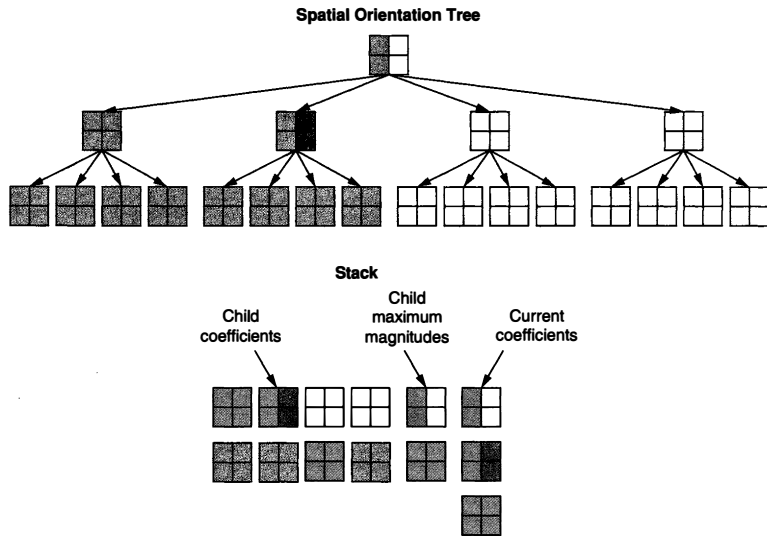 Spatial Orientation Tree
Stack
Child
coefficients
Child
maximum
magnitudes
Current
coefficients